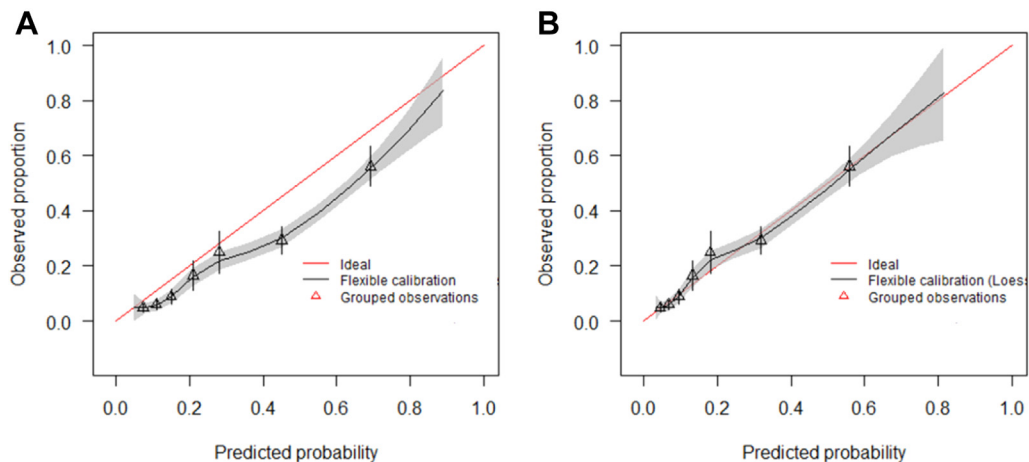 A
Observed proportion
1.0
0.8
0.6
0.4
0.2
0.0
Ideal
Flexible calibration
Grouped observations
0.0 0.2 0.4 0.6 0.8 1.0
Predicted probability
B
Observed proportion
1.0
0.8
0.6
0.4
0.2
0.0
Ideal
Flexible calibration (Loes
Grouped observations
0.0 0.2 0.4 0.6 0.8 1.0
Predicted probability